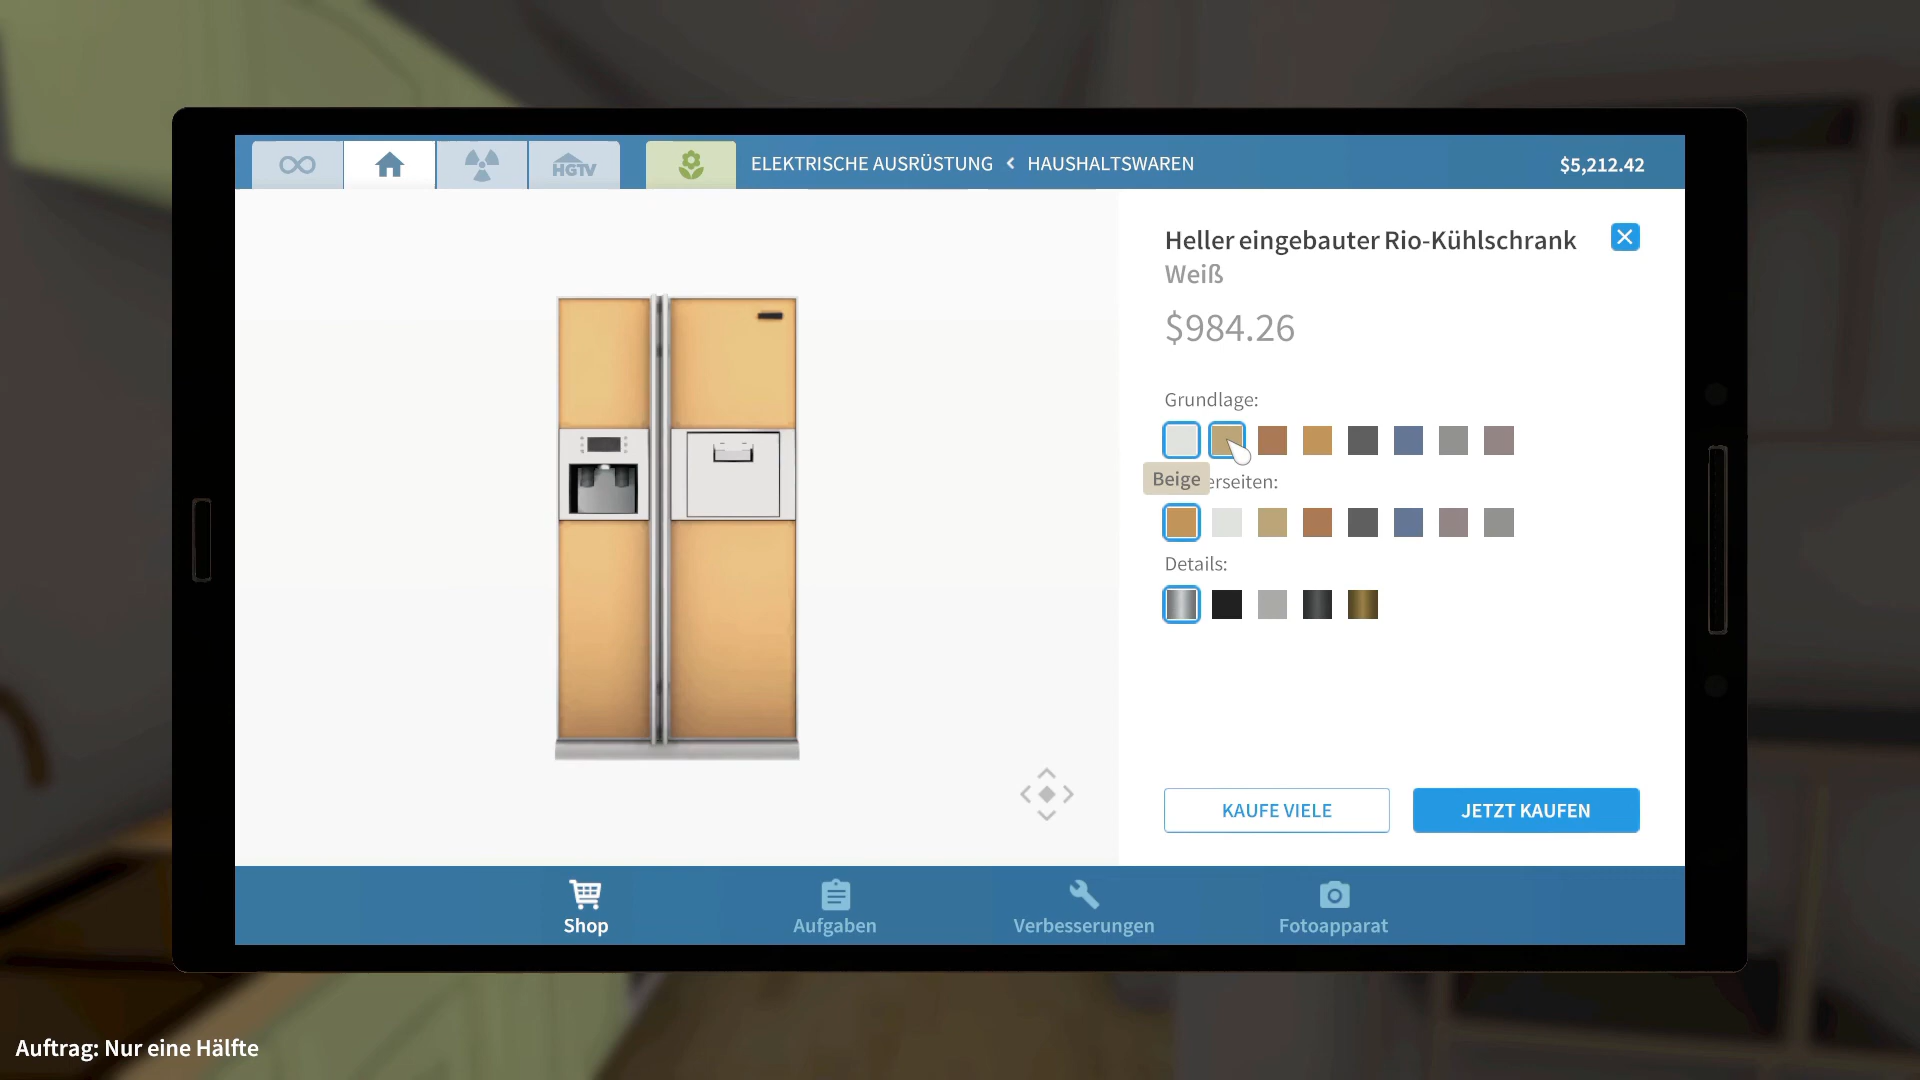 HGTV
ELEKTRISCHE AUSRÜSTUNG < HAUSHALTSWAREN
$5,212.42
Heller eingebauter Rio-Kühlschrank
Weiß
$984.26
Grundlage:
Beige
erseiten:
Details:
KAUFE VIELE
JETZT KAUFEN
Shop
Aufgaben
Verbesserungen
Fotoapparat
Auftrag: Nur eine Hälfte